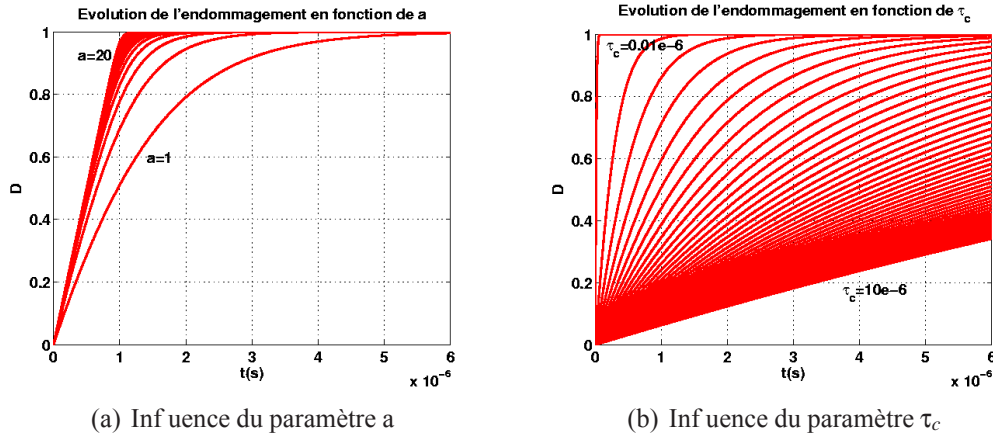 Evolution de l'endommagement en fonction de a
1
0.8
0.6
0.4
0.2
0
D
a=20
a=1
0 1 2 3 4 5 6
t(s)
x 10⁻⁶
(a) Inf uence du paramètre a
Evolution de l'endommagement en fonction de τc
1
0.8
0.6
0.4
0.2
0
D
τc=0.01e−6
τc=10e−6
0 1 2 3 4 5 6
t(s)
x 10⁻⁶
(b) Inf uence du paramètre τc